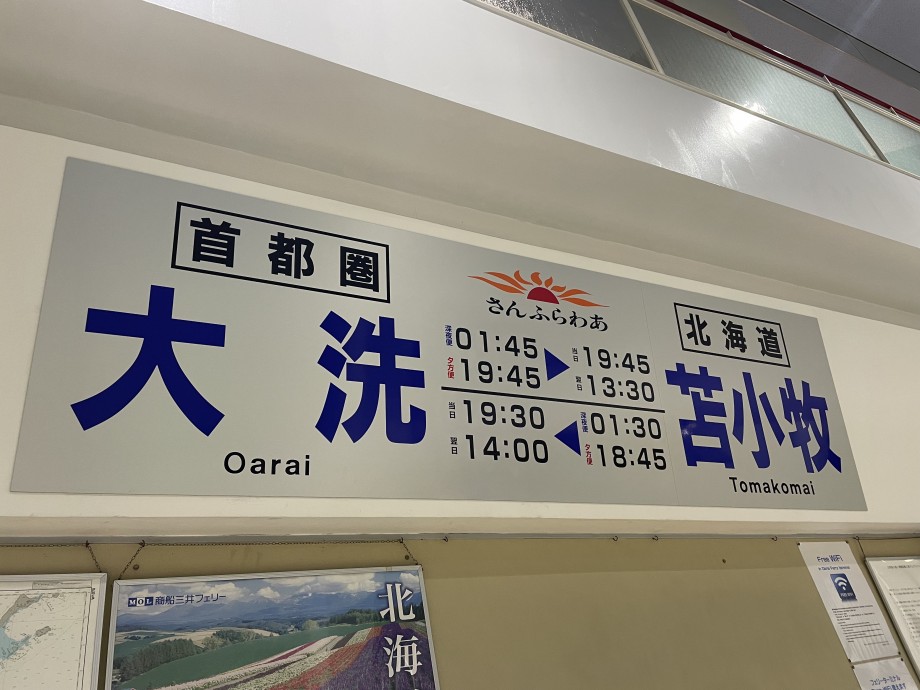 首都圏
大洗
Oarai
さんふらわあ
深夜便 01:45 ▶ 当日 19:45
夕方便 19:45 翌日 13:30
当日 19:30 ◀ 深夜便 01:30
翌日 14:00 夕方便 18:45
北海道
苫小牧
Tomakomai
MOL 商船三井フェリー
北海
Free WiFi